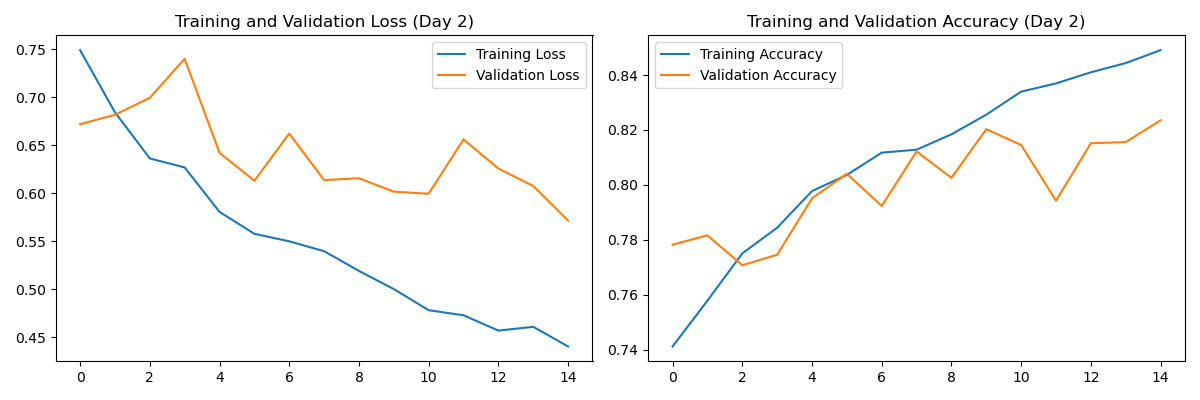 Training and Validation Loss (Day 2)
Training Loss
Validation Loss
0.75
0.70
0.65
0.60
0.55
0.50
0.45
0 2 4 6 8 10 12 14
Training and Validation Accuracy (Day 2)
Training Accuracy
Validation Accuracy
0.84
0.82
0.80
0.78
0.76
0.74
0 2 4 6 8 10 12 14